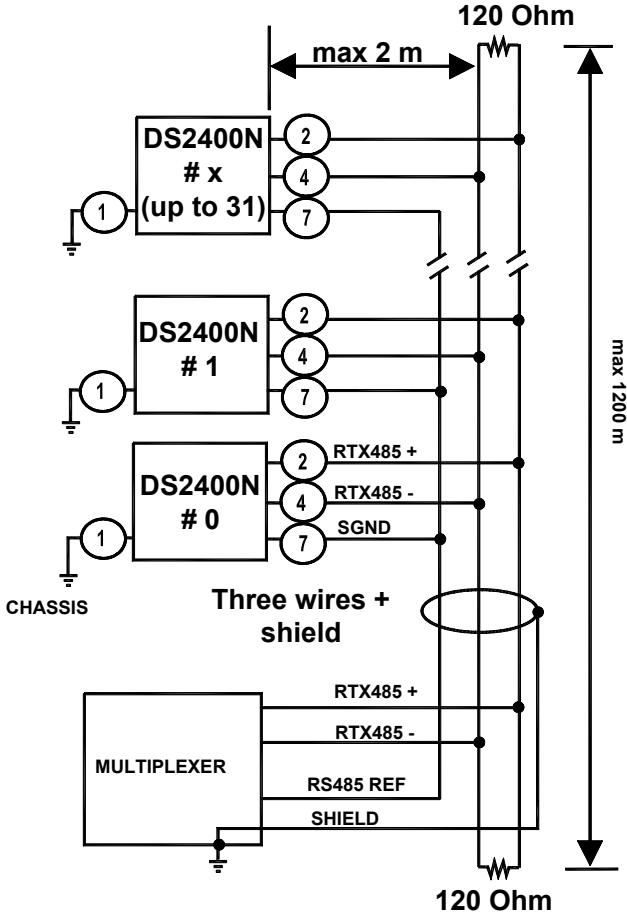 120 Ohm
max 2 m
DS2400N
# x
(up to 31)
2
4
7
1
DS2400N
# 1
2
4
7
1
max 1200 m
DS2400N
# 0
2
4
7
1
RTX485 +
RTX485 -
SGND
CHASSIS
Three wires +
shield
MULTIPLEXER
RTX485 +
RTX485 -
RS485 REF
SHIELD
120 Ohm